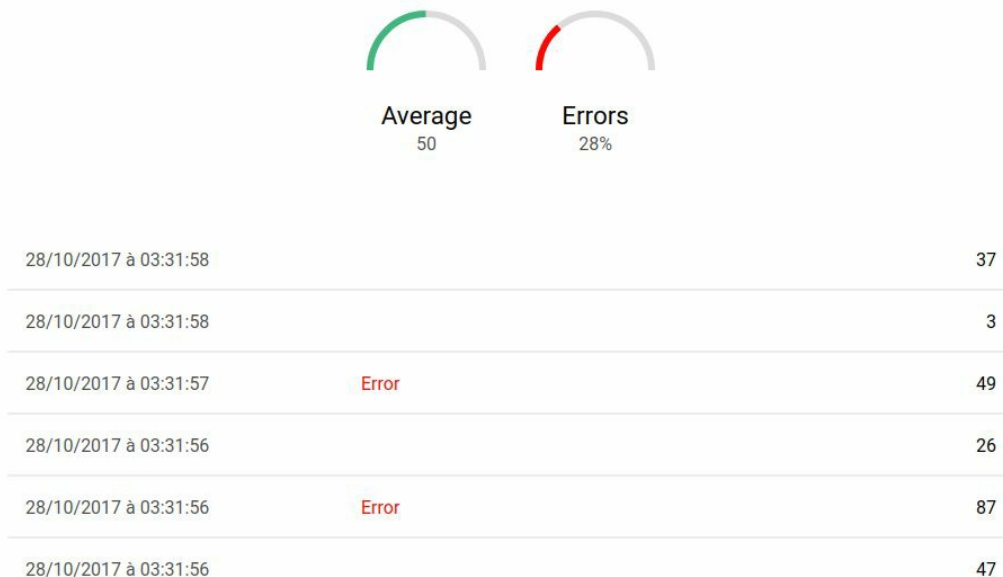 Average Errors
50 28%
28/10/2017 à 03:31:58 37
28/10/2017 à 03:31:58 3
28/10/2017 à 03:31:57 Error 49
28/10/2017 à 03:31:56 26
28/10/2017 à 03:31:56 Error 87
28/10/2017 à 03:31:56 47